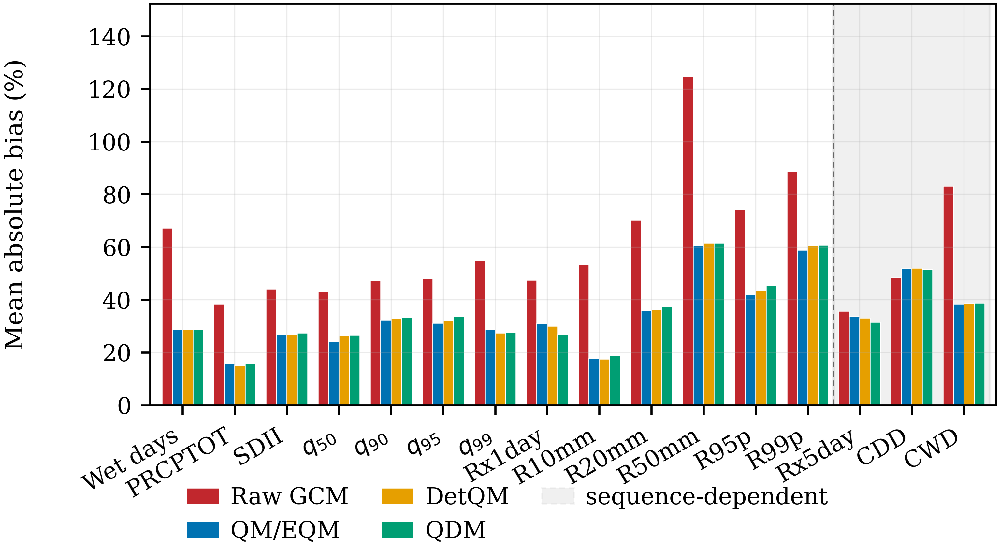 Mean absolute bias (%)
140
120
100
80
60
40
20
0
Wet days
PRCPTOT
SDII
q50
q90
q95
q99
Rx1day
R10mm
R20mm
R50mm
R95p
R99p
Rx5day
CDD
CWD
Raw GCM
QM/EQM
DetQM
QDM
sequence-dependent